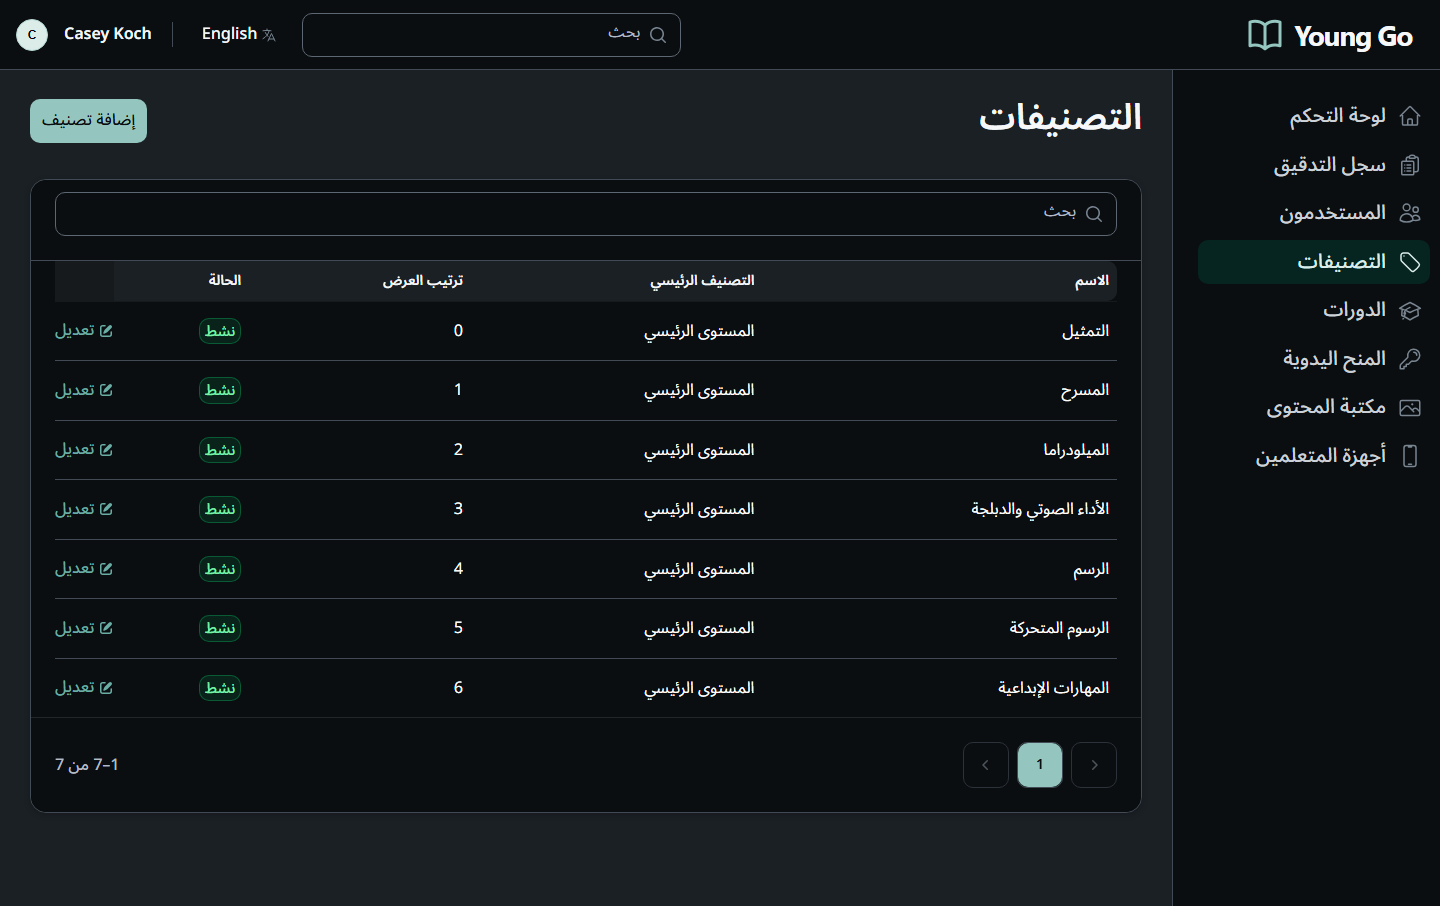 Young Go
بحث
English
Casey Koch
C
لوحة التحكم
سجل التدقيق
المستخدمون
التصنيفات
الدورات
المنح اليدوية
مكتبة المحتوى
أجهزة المتعلمين
التصنيفات
إضافة تصنيف
بحث
الاسم التصنيف الرئيسي ترتيب العرض الحالة
التمثيل المستوى الرئيسي 0 نشط تعديل
المسرح المستوى الرئيسي 1 نشط تعديل
الميلودراما المستوى الرئيسي 2 نشط تعديل
الأداء الصوتي والدبلجة المستوى الرئيسي 3 نشط تعديل
الرسم المستوى الرئيسي 4 نشط تعديل
الرسوم المتحركة المستوى الرئيسي 5 نشط تعديل
المهارات الإبداعية المستوى الرئيسي 6 نشط تعديل
1
1–7 من 7